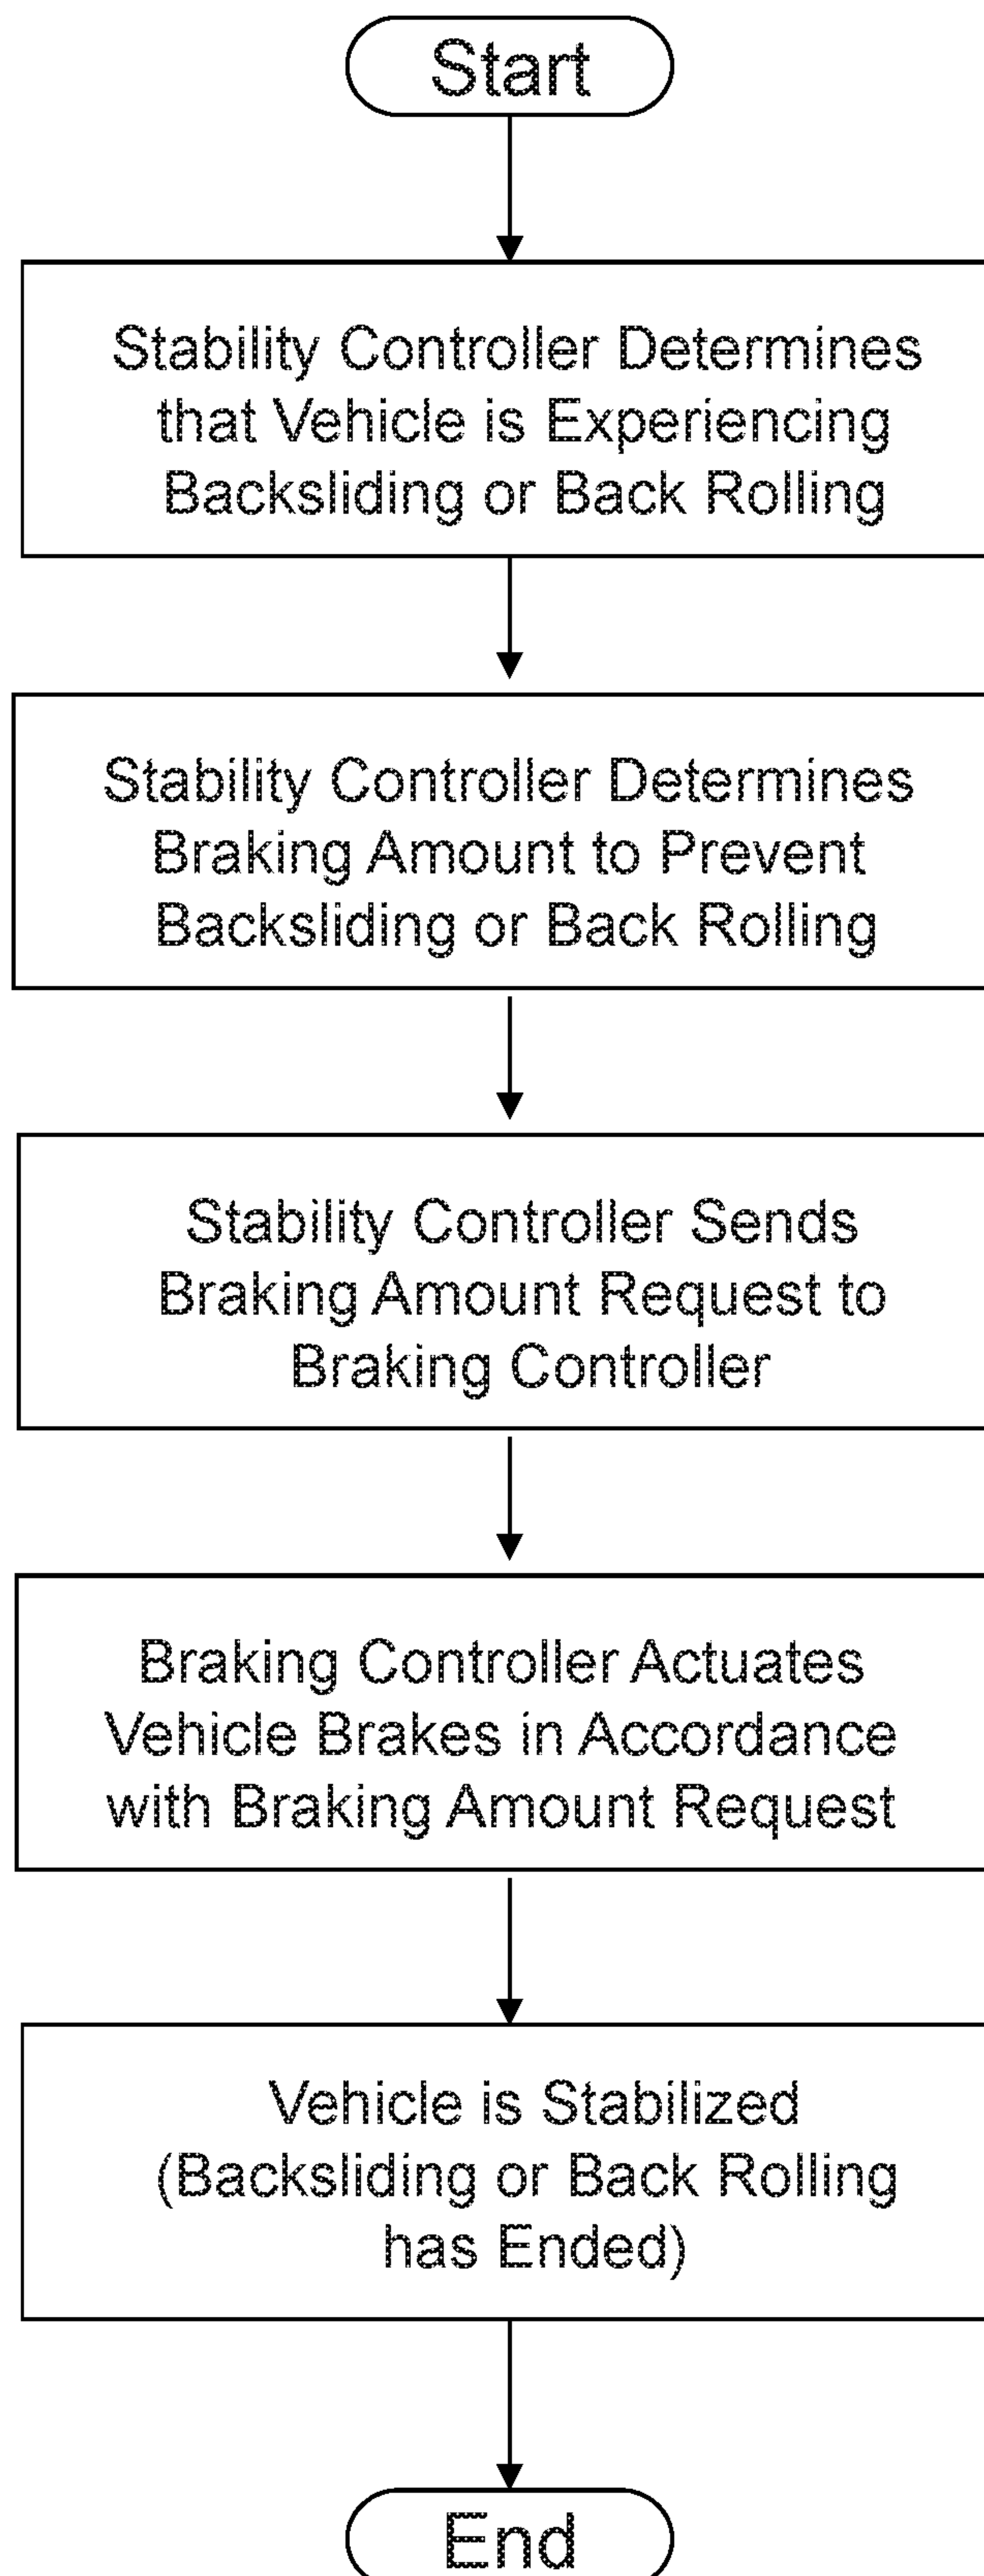 Start
Stability Controller Determines
that Vehicle is Experiencing
Backsliding or Back Rolling
Stability Controller Determines
Braking Amount to Prevent
Backsliding or Back Rolling
Stability Controller Sends
Braking Amount Request to
Braking Controller
Braking Controller Actuates
Vehicle Brakes in Accordance
with Braking Amount Request
Vehicle is Stabilized
(Backsliding or Back Rolling
has Ended)
End